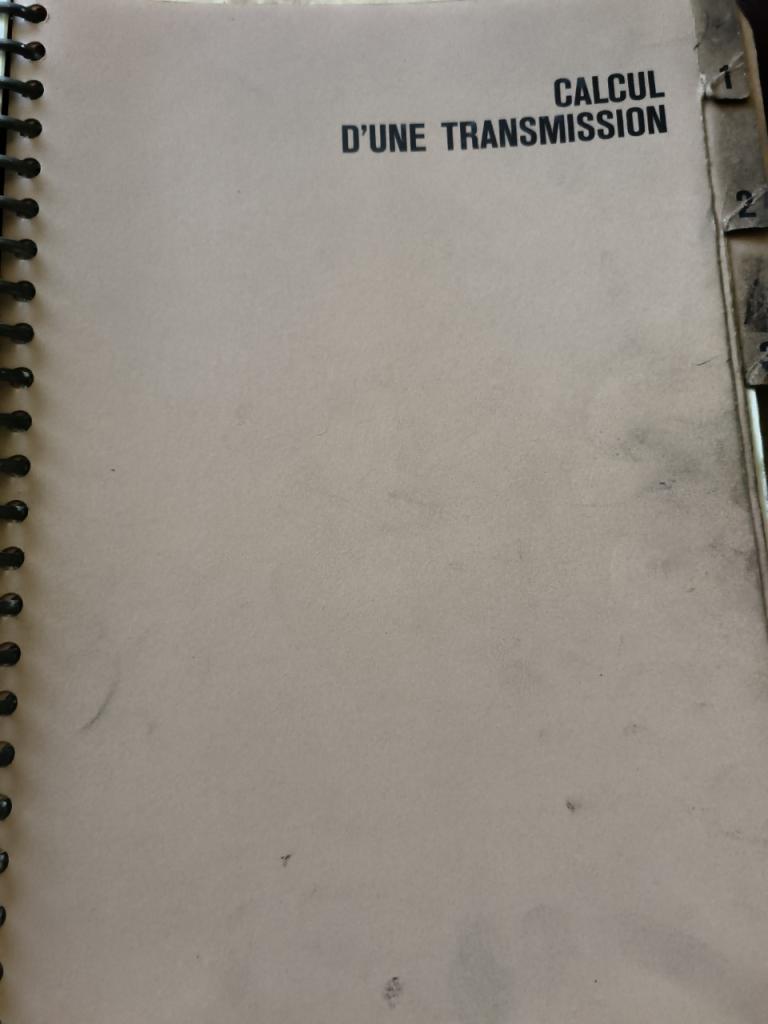 CALCUL
D'UNE TRANSMISSION
1
2